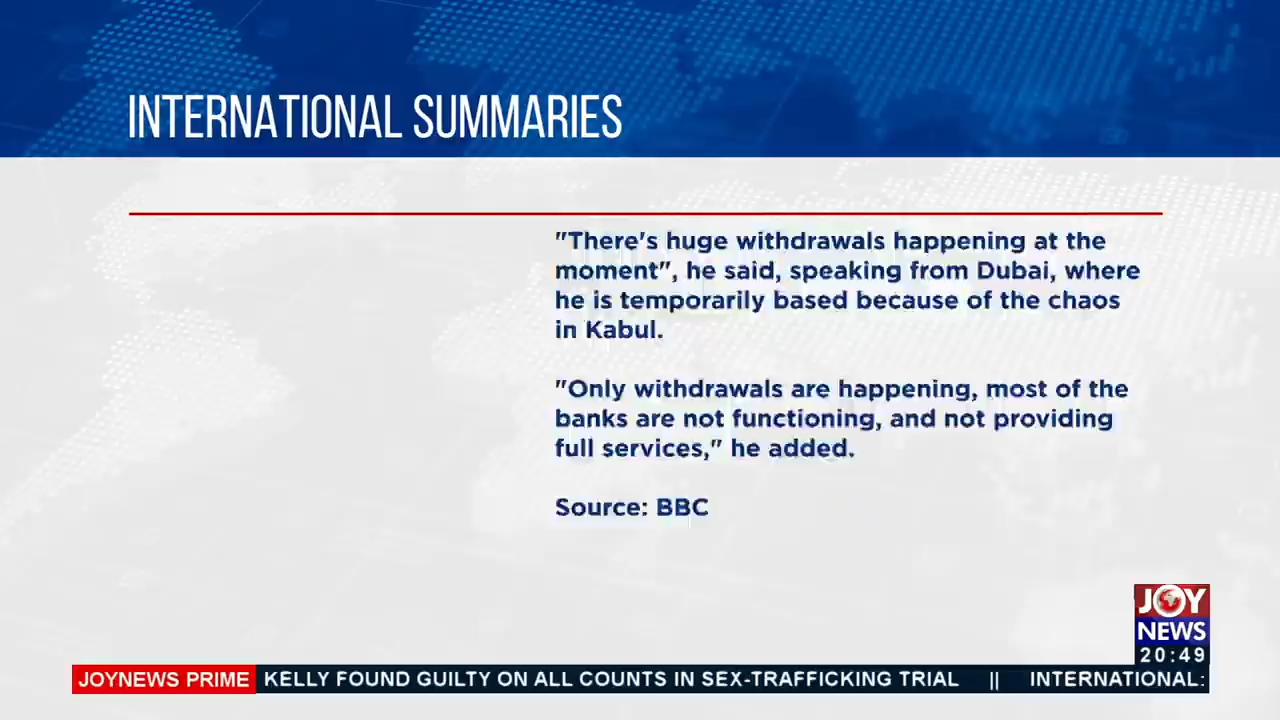 INTERNATIONAL SUMMARIES
"There's huge withdrawals happening at the
moment", he said, speaking from Dubai, where
he is temporarily based because of the chaos
in Kabul.
"Only withdrawals are happening, most of the
banks are not functioning, and not providing
full services," he added.
Source: BBC
JOY
NEWS
20:49
JOYNEWS PRIME KELLY FOUND GUILTY ON ALL COUNTS IN SEX-TRAFFICKING TRIAL || INTERNATIONAL: